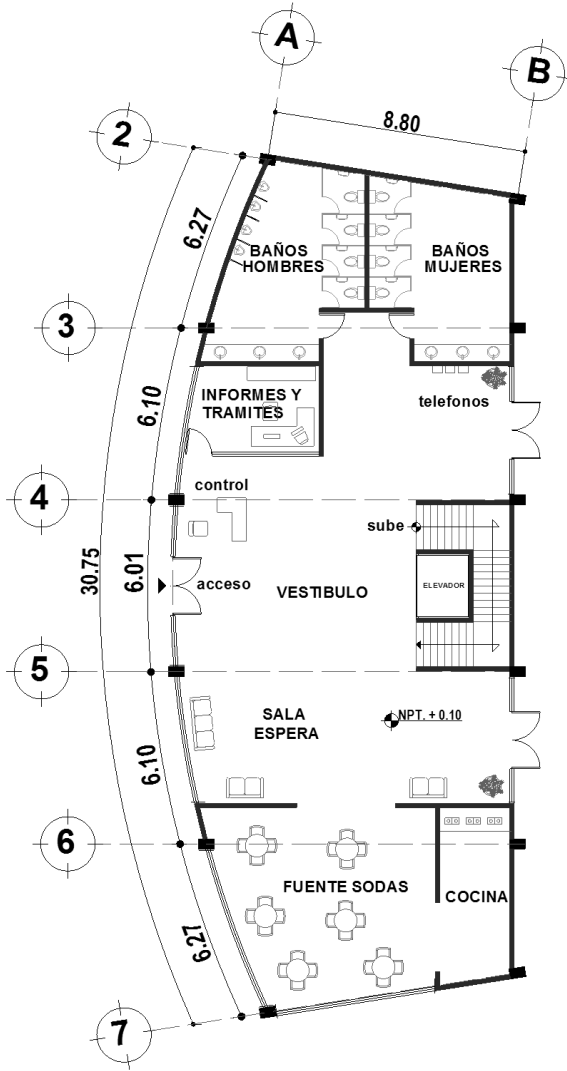 A
B
8.80
2
6.27
BAÑOS
HOMBRES
BAÑOS
MUJERES
3
INFORMES Y
TRAMITES
telefonos
6.10
control
4
sube
30.75
6.01
acceso
VESTIBULO
ELEVADOR
5
SALA
ESPERA
NPT. + 0.10
6.10
6
FUENTE SODAS
COCINA
6.27
7